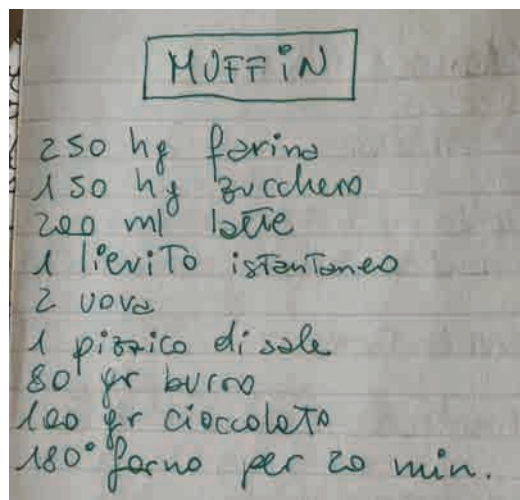 MUFFiN
250 hg farina
150 hg zucchero
200 ml latte
1 lievito istantaneo
2 uova
1 pizzico di sale
80 gr burro
100 gr cioccolato
180° forno per 20 min.